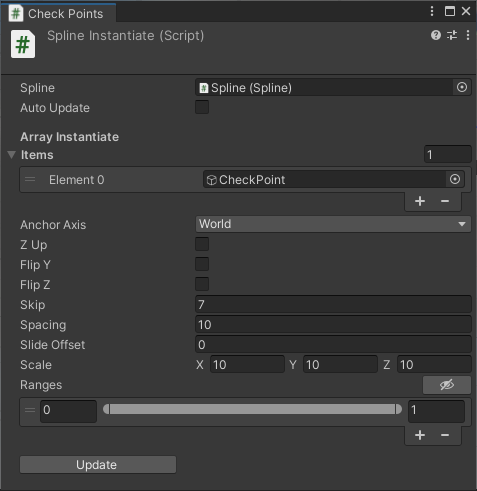 Check Points
Spline Instantiate (Script)
Spline Spline (Spline)
Auto Update
Array Instantiate
Items 1
Element 0 CheckPoint
Anchor Axis World
Z Up
Flip Y
Flip Z
Skip 7
Spacing 10
Slide Offset 0
Scale X 10 Y 10 Z 10
Ranges
0 1
Update